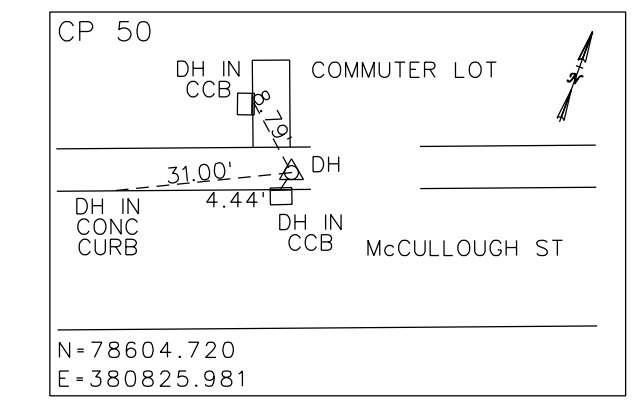 CP 50
DH IN
CCB
COMMUTER LOT
N
8.79'
31.00'
DH
4.44'
DH IN
CONC
CURB
DH IN
CCB
McCULLOUGH ST
N=78604.720
E=380825.981